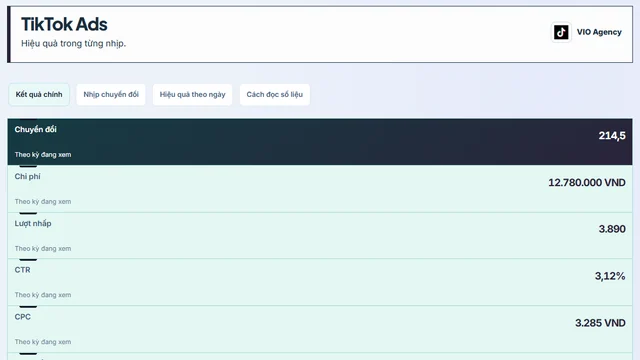 TikTok Ads
Hiệu quả trong từng nhịp.
VIO Agency
Kết quả chính
Nhịp chuyển đổi
Hiệu quả theo ngày
Cách đọc số liệu
Chuyển đổi
214,5
Theo kỳ đang xem
Chi phí
12.780.000 VND
Theo kỳ đang xem
Lượt nhấp
3.890
Theo kỳ đang xem
CTR
3,12%
Theo kỳ đang xem
CPC
3.285 VND
Theo kỳ đang xem